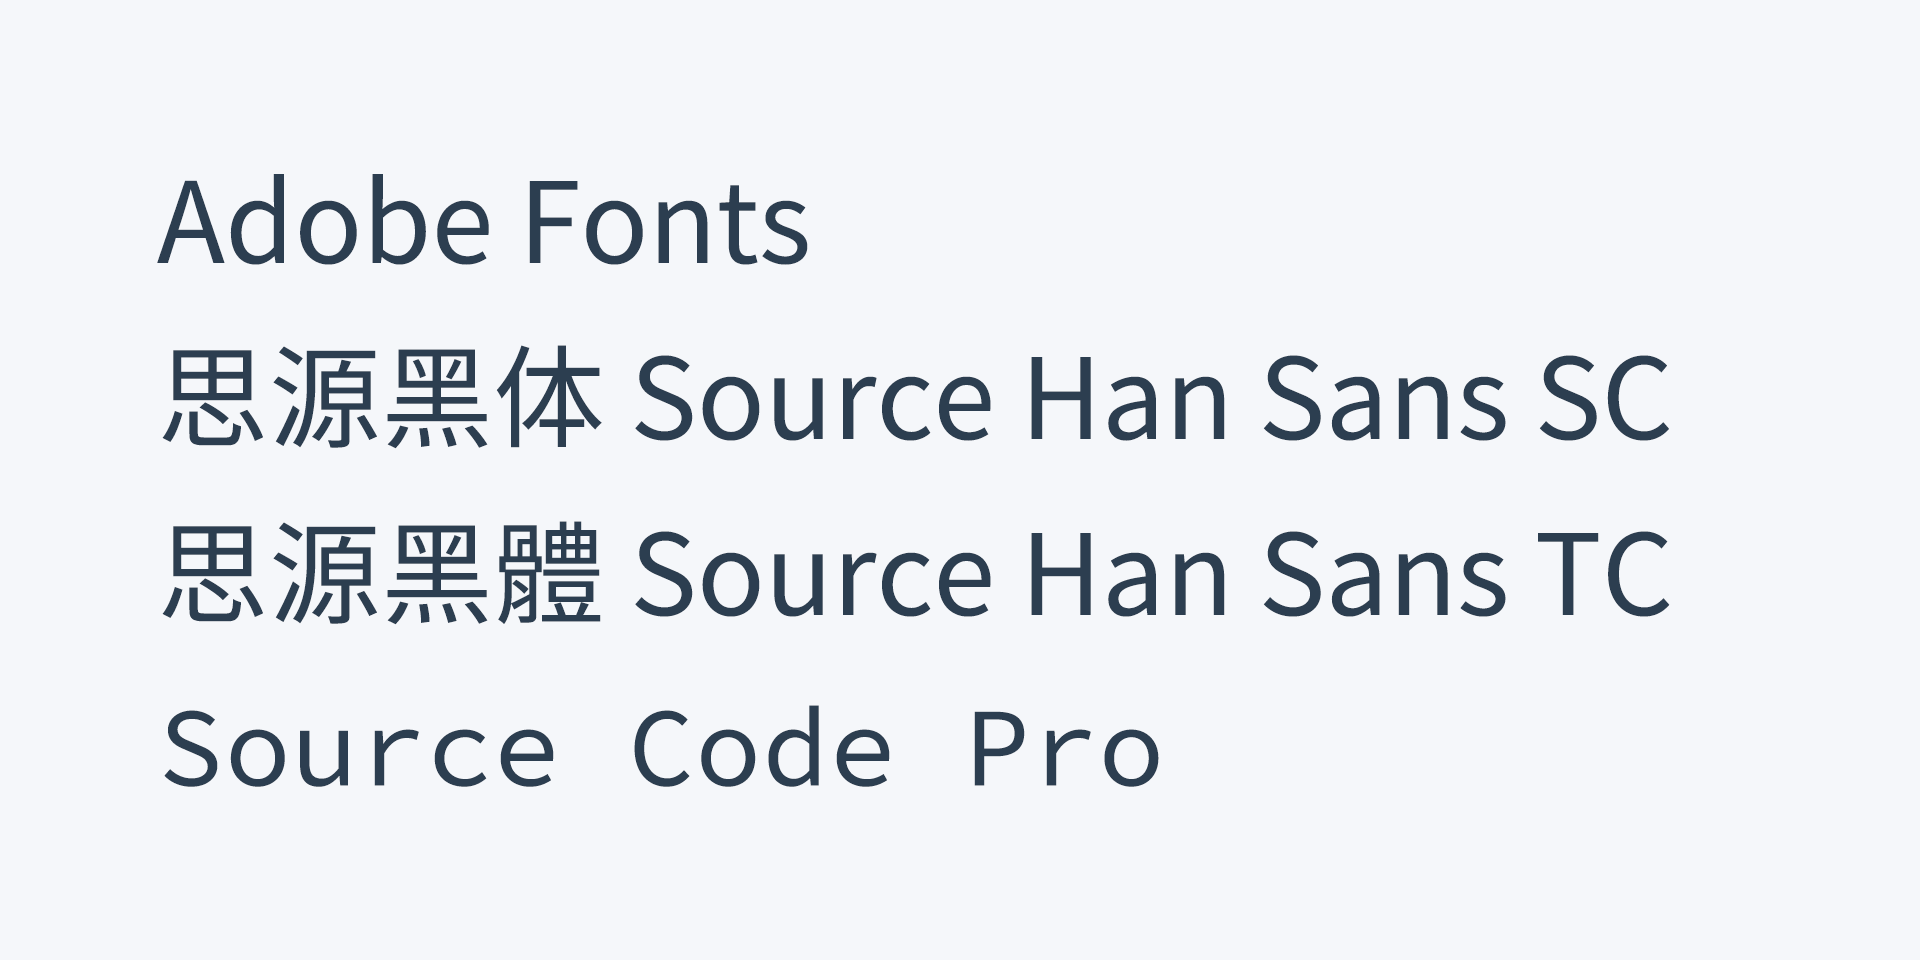 Adobe Fonts
思源黑体 Source Han Sans SC
思源黑體 Source Han Sans TC
Source Code Pro